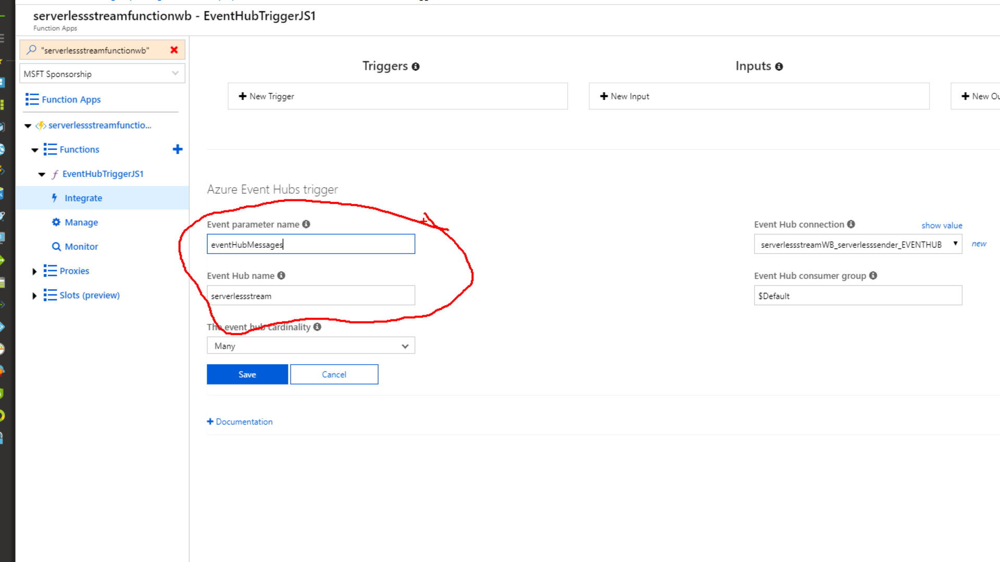 serverlessstreamfunctionwb - EventHubTriggerJS1
Function Apps
"serverlessstreamfunctionwb"
MSFT Sponsorship
Function Apps
serverlessstreamfunctio...
Functions
EventHubTriggerJS1
Integrate
Manage
Monitor
Proxies
Slots (preview)
Triggers
Inputs
New Trigger
New Input
New Ou
Azure Event Hubs trigger
Event parameter name
eventHubMessages
Event Hub connection
show value
serverlessstreamWB_serverlesssender_EVENTHUB
new
Event Hub name
serverlessstream
Event Hub consumer group
$Default
The event hub cardinality
Many
Save
Cancel
Documentation